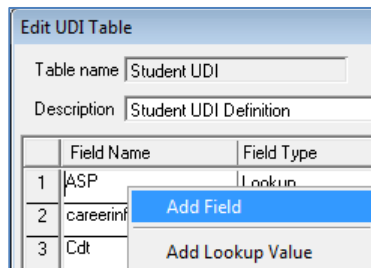 Edit UDI Table
Table name Student UDI
Description Student UDI Definition
Field Name Field Type
1 ASP Lookup
2
Add Field
3 Cdt
Add Lookup Value